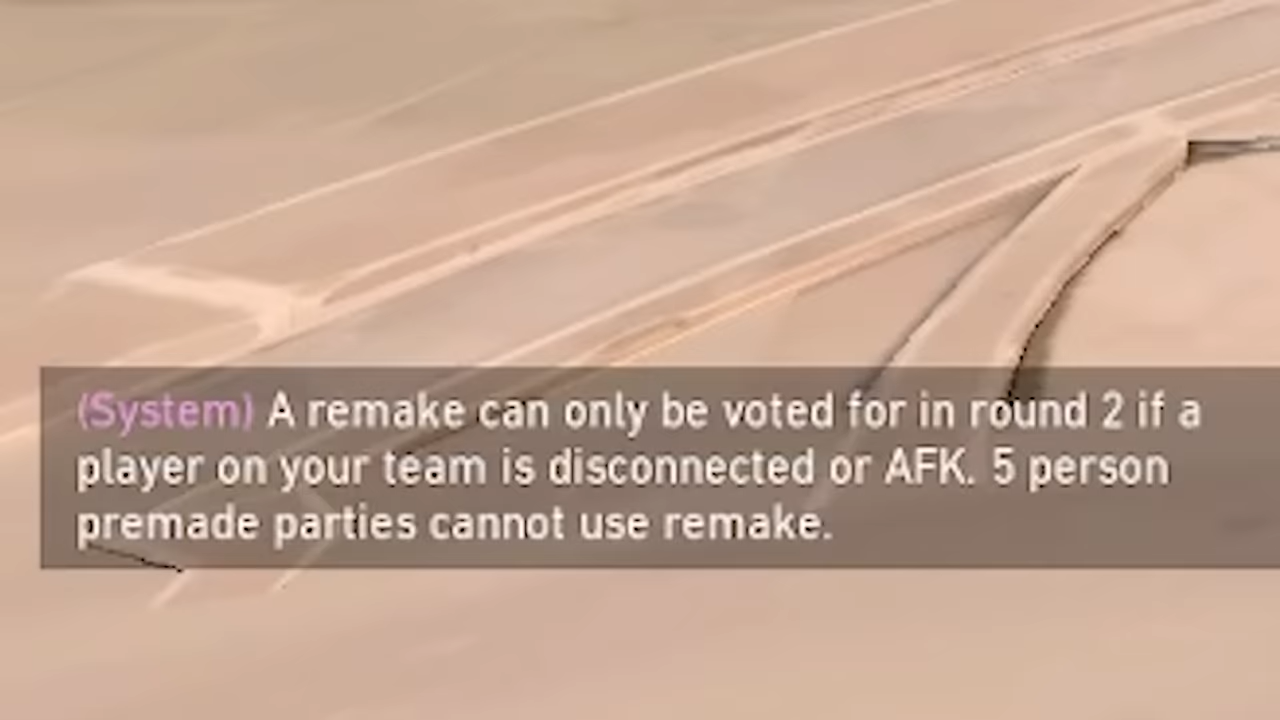 (System) A remake can only be voted for in round 2 if a
player on your team is disconnected or AFK. 5 person
premade parties cannot use remake.